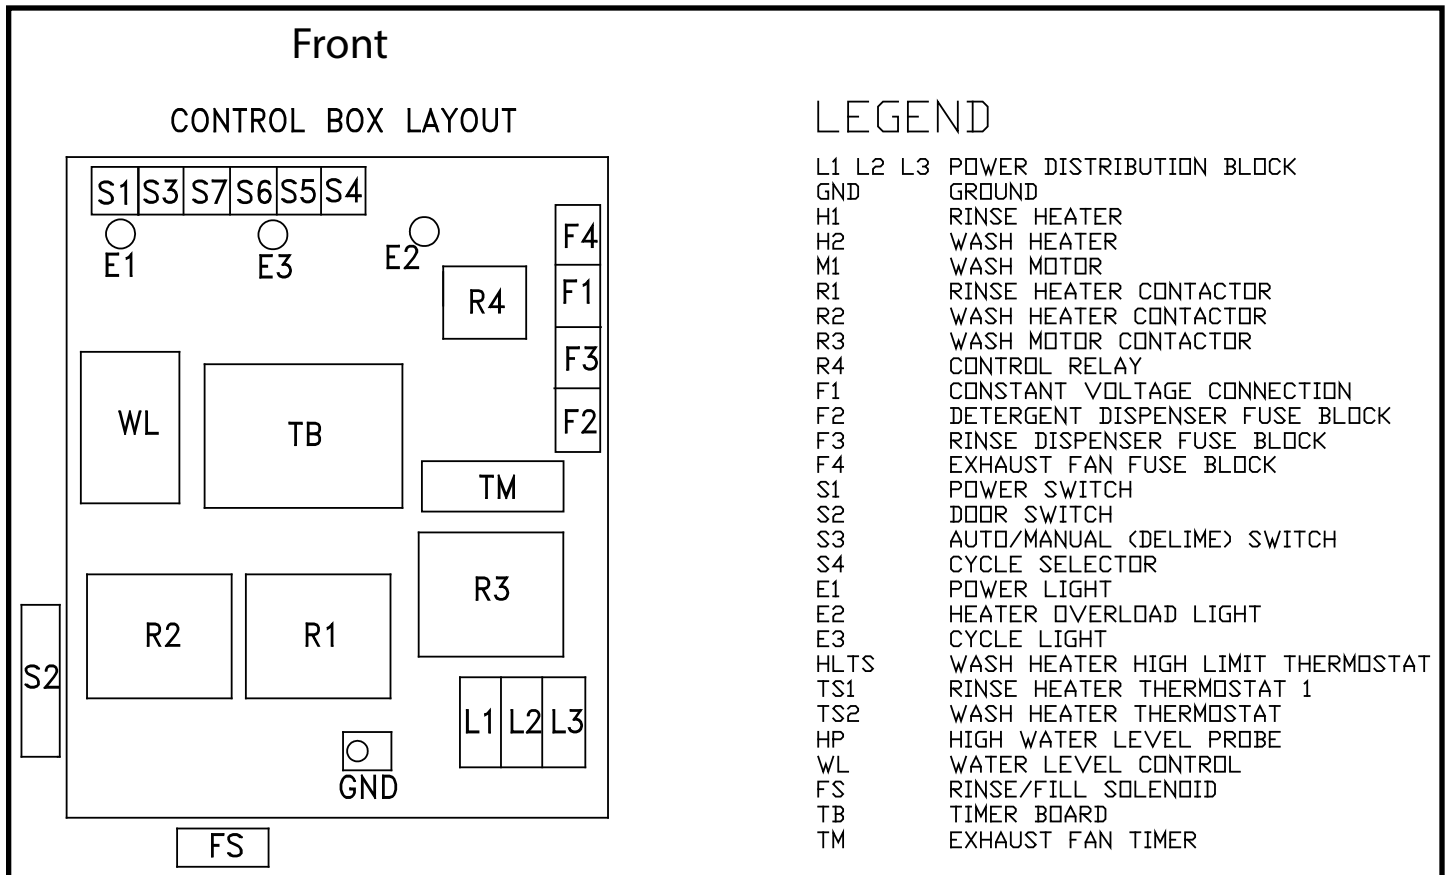 Front
CONTROL BOX LAYOUT
S1 S3 S7 S6 S5 S4
E1 E3 E2
F4
F1
R4
F3
WL TB F2
TM
R3
R2 R1
S2
L1 L2 L3
GND
FS
LEGEND
L1 L2 L3 POWER DISTRIBUTION BLOCK
GND GROUND
H1 RINSE HEATER
H2 WASH HEATER
M1 WASH MOTOR
R1 RINSE HEATER CONTACTOR
R2 WASH HEATER CONTACTOR
R3 WASH MOTOR CONTACTOR
R4 CONTROL RELAY
F1 CONSTANT VOLTAGE CONNECTION
F2 DETERGENT DISPENSER FUSE BLOCK
F3 RINSE DISPENSER FUSE BLOCK
F4 EXHAUST FAN FUSE BLOCK
S1 POWER SWITCH
S2 DOOR SWITCH
S3 AUTO/MANUAL (DELIME) SWITCH
S4 CYCLE SELECTOR
E1 POWER LIGHT
E2 HEATER OVERLOAD LIGHT
E3 CYCLE LIGHT
HLTS WASH HEATER HIGH LIMIT THERMOSTAT
TS1 RINSE HEATER THERMOSTAT 1
TS2 WASH HEATER THERMOSTAT
HP HIGH WATER LEVEL PROBE
WL WATER LEVEL CONTROL
FS RINSE/FILL SOLENOID
TB TIMER BOARD
TM EXHAUST FAN TIMER